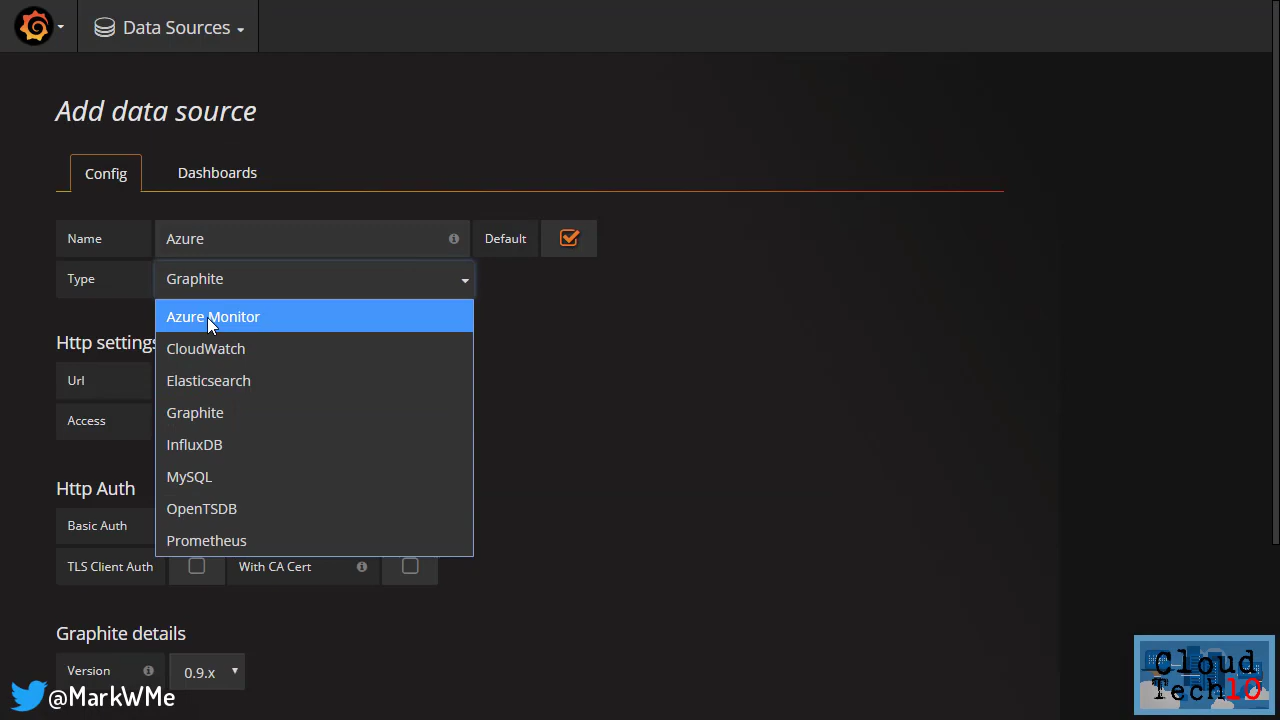 Data Sources
Add data source
Config Dashboards
Name Azure Default
Type Graphite
Azure Monitor
Http settings
CloudWatch
Url Elasticsearch
Access Graphite
InfluxDB
MySQL
Http Auth
OpenTSDB
Basic Auth
Prometheus
TLS Client Auth With CA Cert
Graphite details
Version 0.9.x
@MarkWMe
Cloud
Tech10